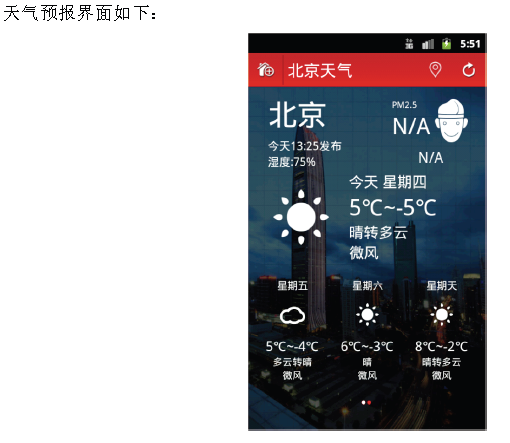 天气预报界面如下：
3G 5:51
北京天气
北京
PM2.5
N/A
N/A
今天13:25发布
湿度:75%
今天 星期四
5℃~-5℃
晴转多云
微风
星期五 星期六 星期天
5℃~-4℃ 6℃~-3℃ 8℃~-2℃
多云转晴 晴 晴转多云
微风 微风 微风